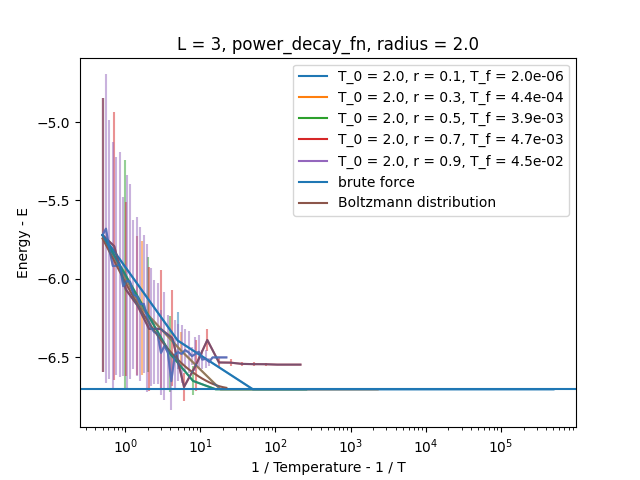 L = 3, power_decay_fn, radius = 2.0
T_0 = 2.0, r = 0.1, T_f = 2.0e-06
T_0 = 2.0, r = 0.3, T_f = 4.4e-04
T_0 = 2.0, r = 0.5, T_f = 3.9e-03
T_0 = 2.0, r = 0.7, T_f = 4.7e-03
T_0 = 2.0, r = 0.9, T_f = 4.5e-02
brute force
Boltzmann distribution
Energy - E
−5.0
−5.5
−6.0
−6.5
10⁰ 10¹ 10² 10³ 10⁴ 10⁵
1 / Temperature - 1 / T